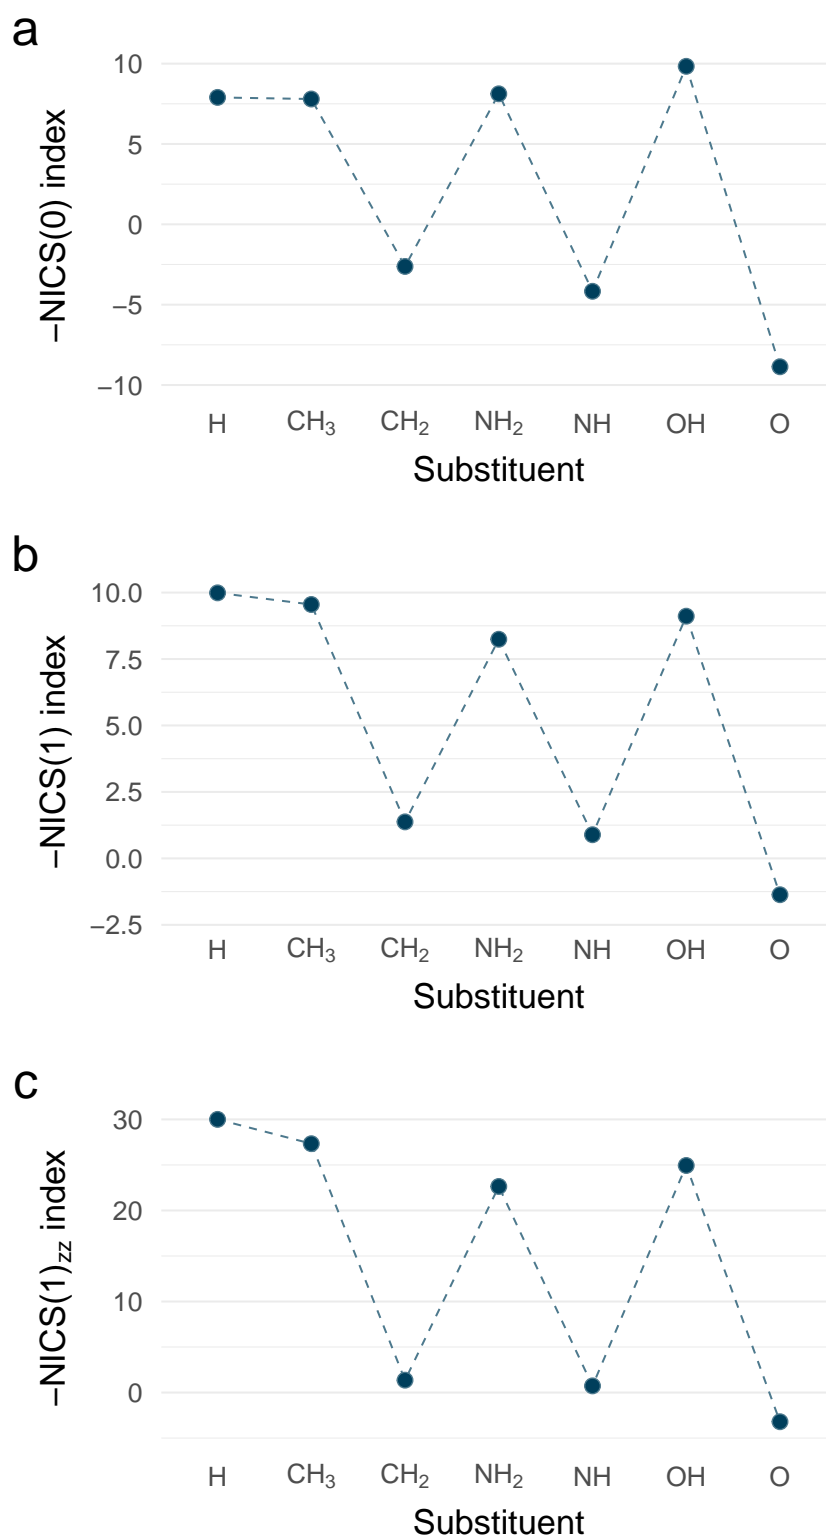 a
–NICS(0) index
10
5
0
–5
–10
H CH₃ CH₂ NH₂ NH OH O
Substituent
b
–NICS(1) index
10.0
7.5
5.0
2.5
0.0
–2.5
H CH₃ CH₂ NH₂ NH OH O
Substituent
c
–NICS(1)zz index
30
20
10
0
H CH₃ CH₂ NH₂ NH OH O
Substituent